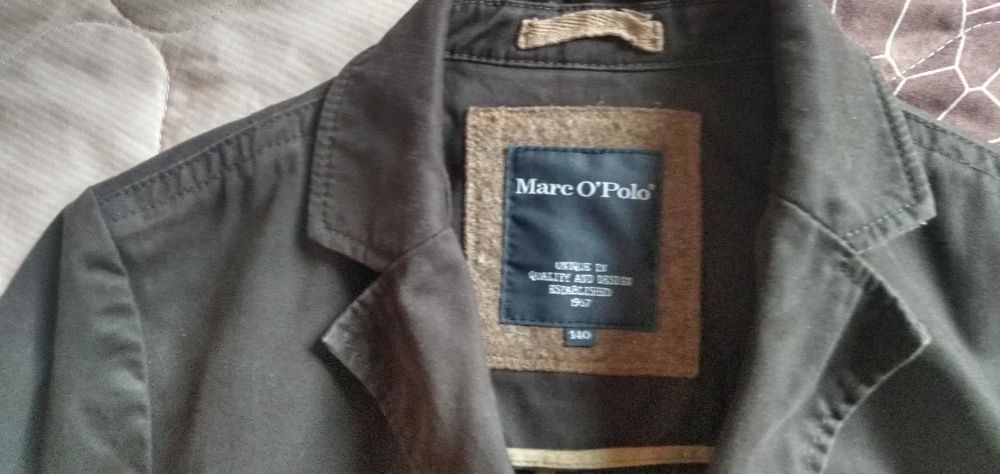 Marc O'Polo®
UNIQUE IN
QUALITY AND DESIGN
ESTABLISHED
1967
140